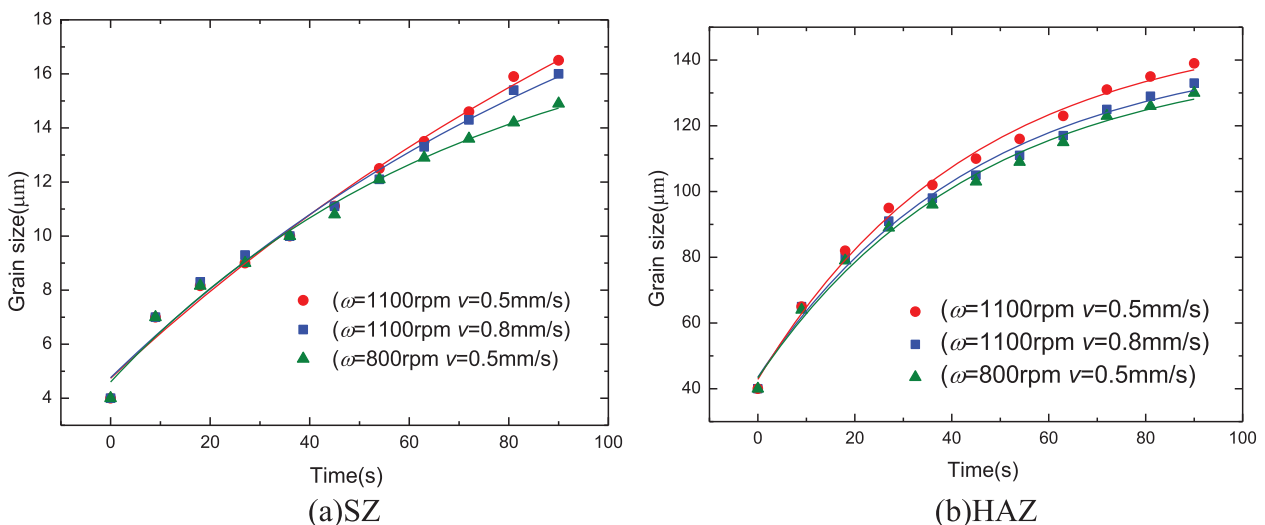 18
16
14
12
10
8
6
4
Grain size(μm)
0
20
40
60
80
100
Time(s)
(ω=1100rpm v=0.5mm/s)
(ω=1100rpm v=0.8mm/s)
(ω=800rpm v=0.5mm/s)
(a)SZ
140
120
100
80
60
40
Grain size(μm)
0
20
40
60
80
100
Time(s)
(ω=1100rpm v=0.5mm/s)
(ω=1100rpm v=0.8mm/s)
(ω=800rpm v=0.5mm/s)
(b)HAZ